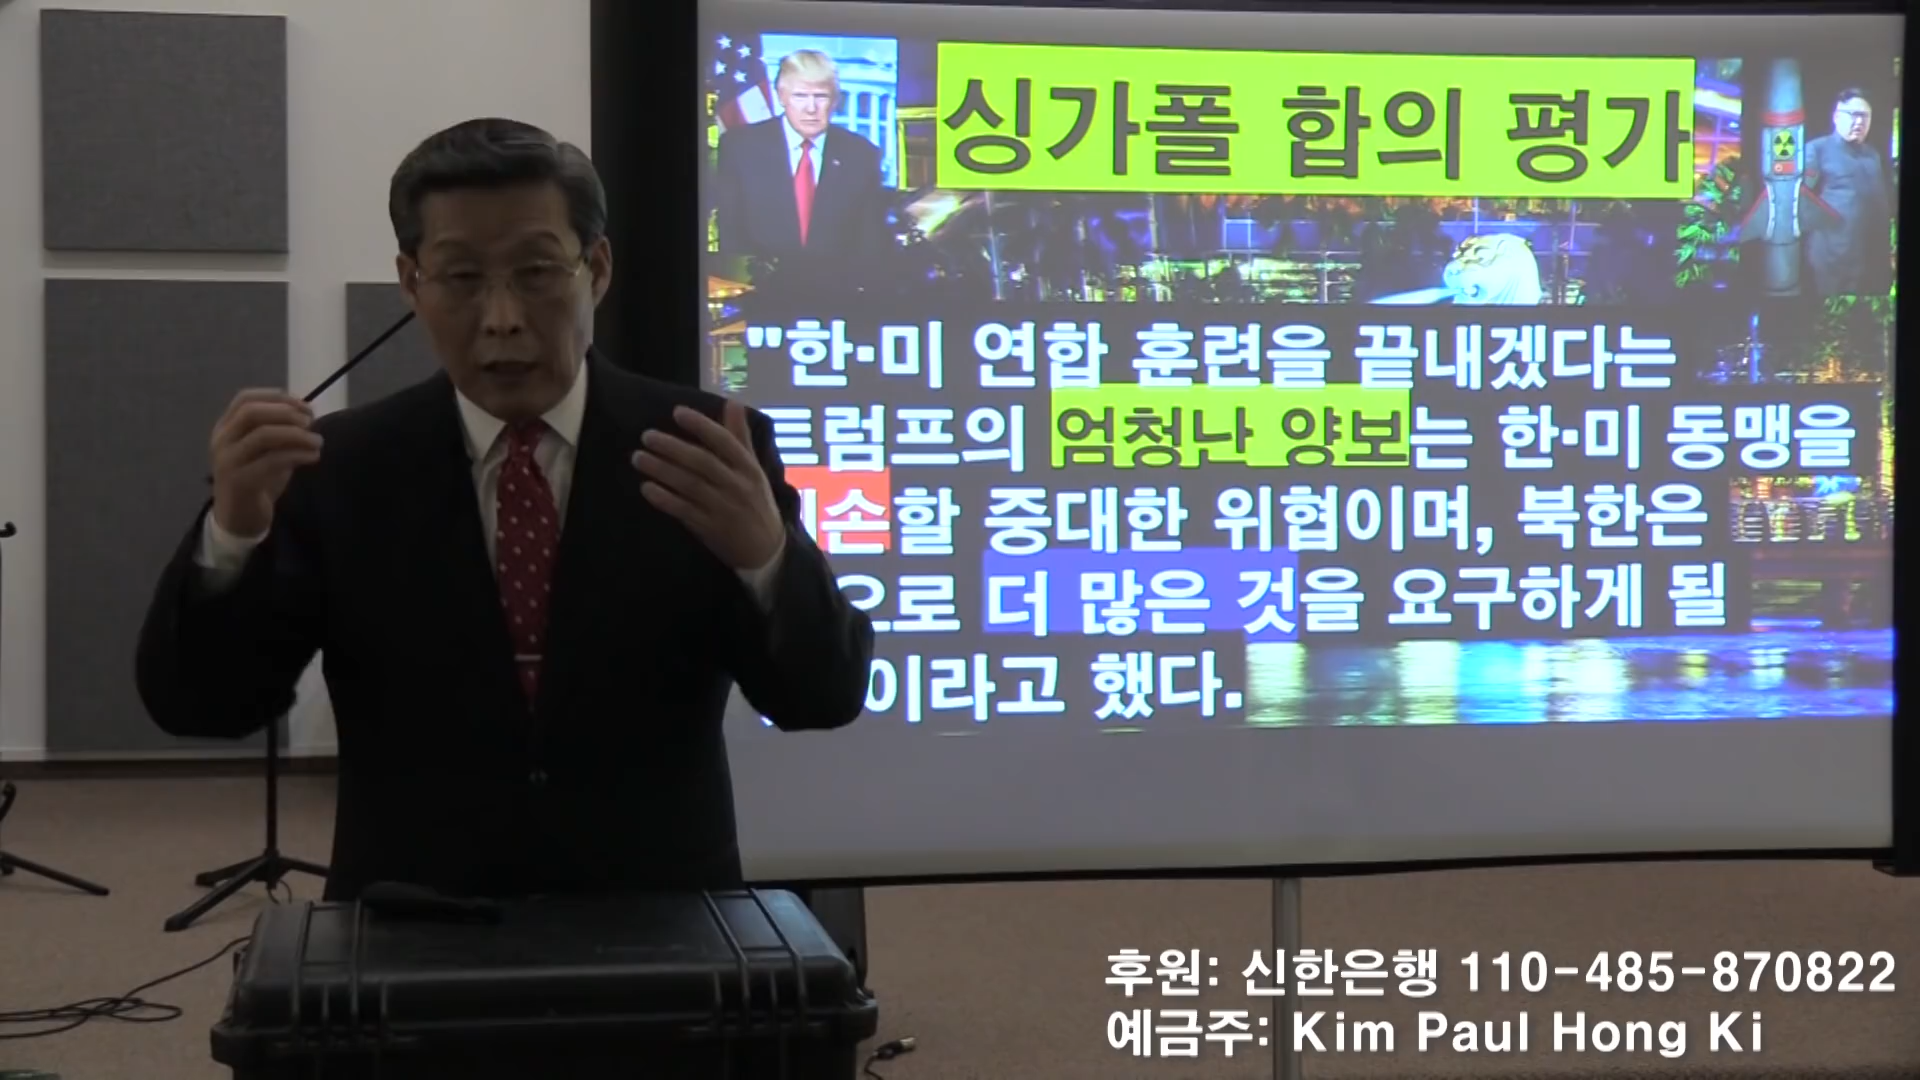 싱가폴 합의 평가
"한·미 연합 훈련을 끝내겠다는
트럼프의 엄청난 양보는 한·미 동맹을
손할 중대한 위협이며, 북한은
으로 더 많은 것을 요구하게 될
이라고 했다.
후원: 신한은행 110-485-870822
예금주: Kim Paul Hong Ki